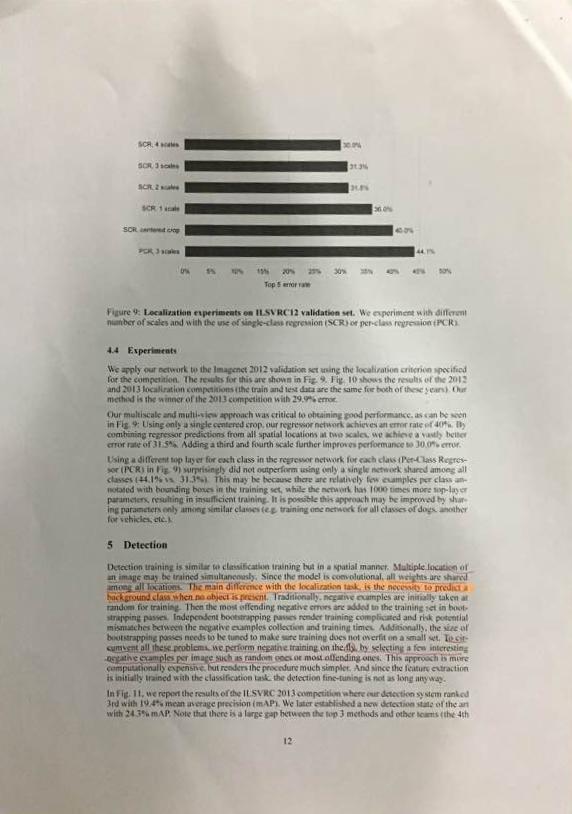 SCR, 4 scales 30.0%
SCR, 3 scales 31.3%
SCR, 2 scales 31.5%
SCR, 1 scale 36.0%
SCR, centered crop 40.0%
PCR, 3 scales 44.1%
0% 5% 10% 15% 20% 25% 30% 35% 40% 45% 50%
Top 5 error rate
Figure 9: Localization experiments on ILSVRC12 validation set. We experiment with different
number of scales and with the use of single-class regression (SCR) or per-class regression (PCR).
4.4 Experiments
We apply our network to the Imagenet 2012 validation set using the localization criterion specified
for the competition. The results for this are shown in Fig. 9. Fig. 10 shows the results of the 2012
and 2013 localization competitions (the train and test data are the same for both of these years). Our
method is the winner of the 2013 competition with 29.9% error.
Our multiscale and multi-view approach was critical to obtaining good performance, as can be seen
in Fig. 9: Using only a single centered crop, our regressor network achieves an error rate of 40%. By
combining regressor predictions from all spatial locations at two scales, we achieve a vastly better
error rate of 31.5%. Adding a third and fourth scale further improves performance to 30.0% error.
Using a different top layer for each class in the regressor network for each class (Per-Class Regres-
sor (PCR) in Fig. 9) surprisingly did not outperform using only a single network shared among all
classes (44.1% vs. 31.3%). This may be because there are relatively few examples per class an-
notated with bounding boxes in the training set, while the network has 1000 times more top-layer
parameters, resulting in insufficient training. It is possible this approach may be improved by shar-
ing parameters only among similar classes (e.g. training one network for all classes of dogs, another
for vehicles, etc.).
5 Detection
Detection training is similar to classification training but in a spatial manner. Multiple location of
an image may be trained simultaneously. Since the model is convolutional, all weights are shared
among all locations. The main difference with the localization task, is the necessity to predict a
background class when no object is present. Traditionally, negative examples are initially taken at
random for training. Then the most offending negative errors are added to the training set in boot-
strapping passes. Independent bootstrapping passes render training complicated and risk potential
mismatches between the negative examples collection and training times. Additionally, the size of
bootstrapping passes needs to be tuned to make sure training does not overfit on a small set. To cir-
cumvent all these problems, we perform negative training on the fly, by selecting a few interesting
negative examples per image such as random ones or most offending ones. This approach is more
computationally expensive, but renders the procedure much simpler. And since the feature extraction
is initially trained with the classification task, the detection fine-tuning is not as long anyway.
In Fig. 11, we report the results of the ILSVRC 2013 competition where our detection system ranked
3rd with 19.4% mean average precision (mAP). We later established a new detection state of the art
with 24.3% mAP. Note that there is a large gap between the top 3 methods and other teams (the 4th
12